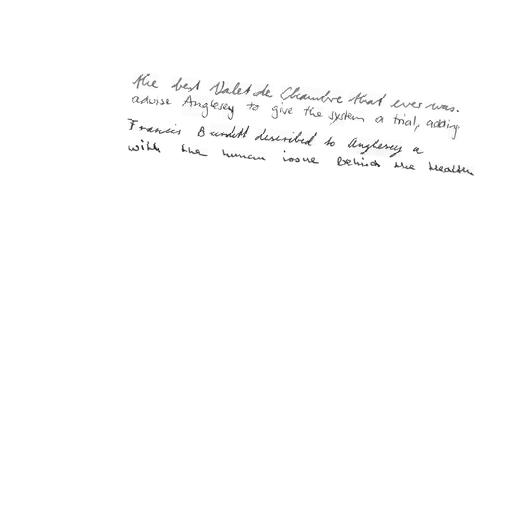 the best Valet de Chambre that ever was.
advise Anglesey to give the system a trial, adding
Francis Burdett described to Anglesey a
with the human issue behind the health